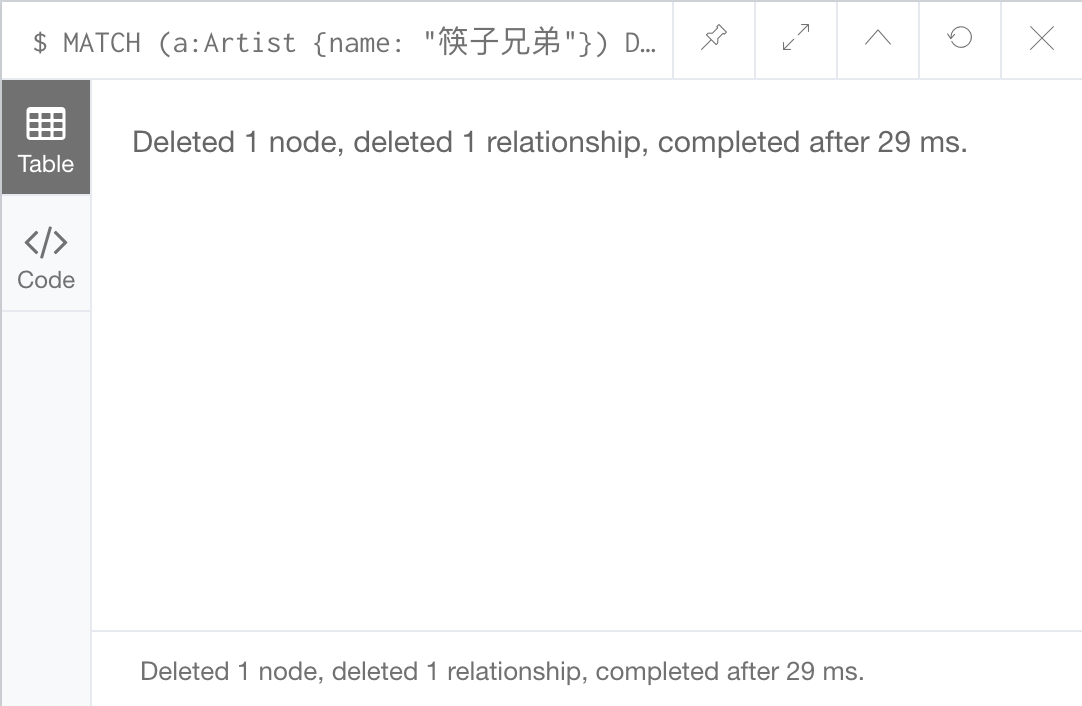 $ MATCH (a:Artist {name: "筷子兄弟"}) D…
Table
Deleted 1 node, deleted 1 relationship, completed after 29 ms.
</> 
Code
Deleted 1 node, deleted 1 relationship, completed after 29 ms.